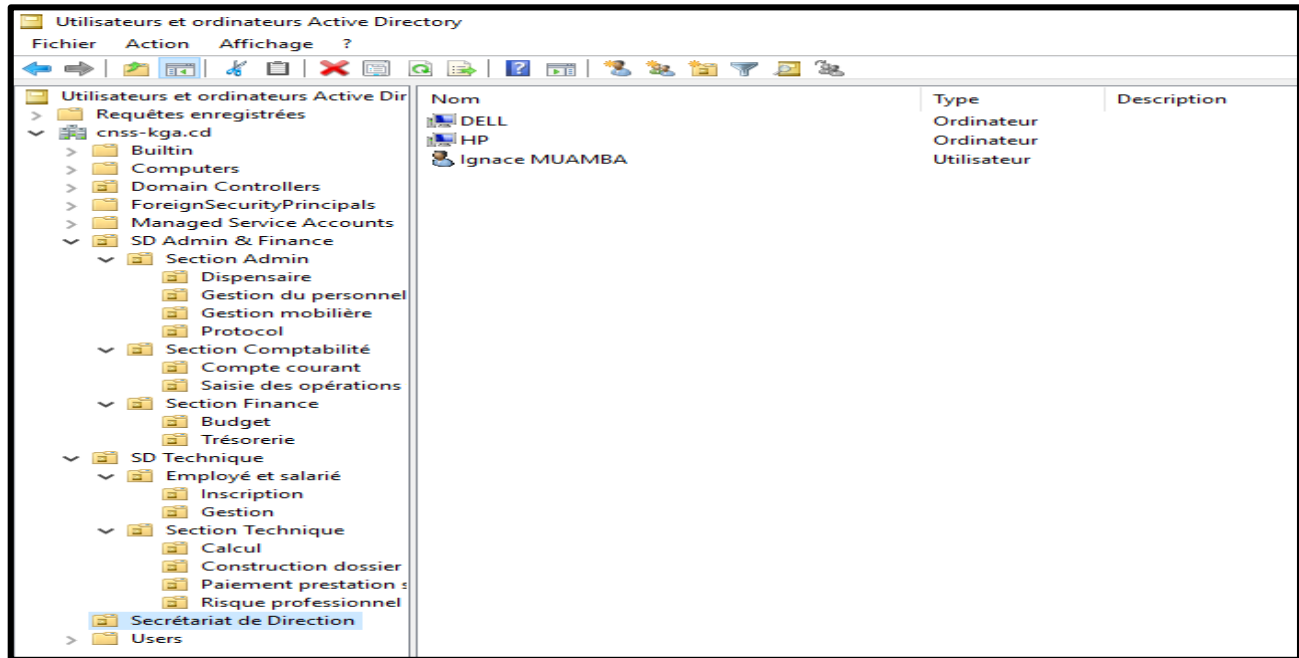 Utilisateurs et ordinateurs Active Directory
Fichier Action Affichage ?
Utilisateurs et ordinateurs Active Dir
Nom Type Description
Requêtes enregistrées
DELL Ordinateur
cnss-kga.cd
HP Ordinateur
Builtin
Ignace MUAMBA Utilisateur
Computers
Domain Controllers
ForeignSecurityPrincipals
Managed Service Accounts
SD Admin & Finance
Section Admin
Dispensaire
Gestion du personnel
Gestion mobilière
Protocol
Section Comptabilité
Compte courant
Saisie des opérations
Section Finance
Budget
Trésorerie
SD Technique
Employé et salarié
Inscription
Gestion
Section Technique
Calcul
Construction dossier
Paiement prestation s
Risque professionnel
Secrétariat de Direction
Users